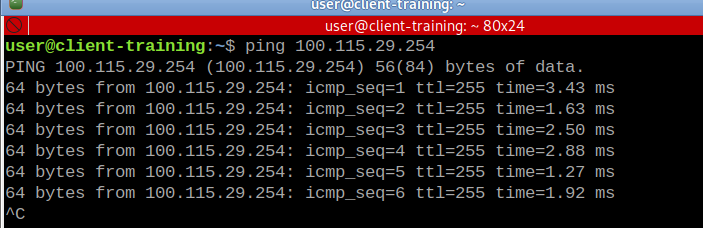 user@client-training: ~
user@client-training: ~ 80x24
user@client-training:~$ ping 100.115.29.254
PING 100.115.29.254 (100.115.29.254) 56(84) bytes of data.
64 bytes from 100.115.29.254: icmp_seq=1 ttl=255 time=3.43 ms
64 bytes from 100.115.29.254: icmp_seq=2 ttl=255 time=1.63 ms
64 bytes from 100.115.29.254: icmp_seq=3 ttl=255 time=2.50 ms
64 bytes from 100.115.29.254: icmp_seq=4 ttl=255 time=2.88 ms
64 bytes from 100.115.29.254: icmp_seq=5 ttl=255 time=1.27 ms
64 bytes from 100.115.29.254: icmp_seq=6 ttl=255 time=1.92 ms
^C